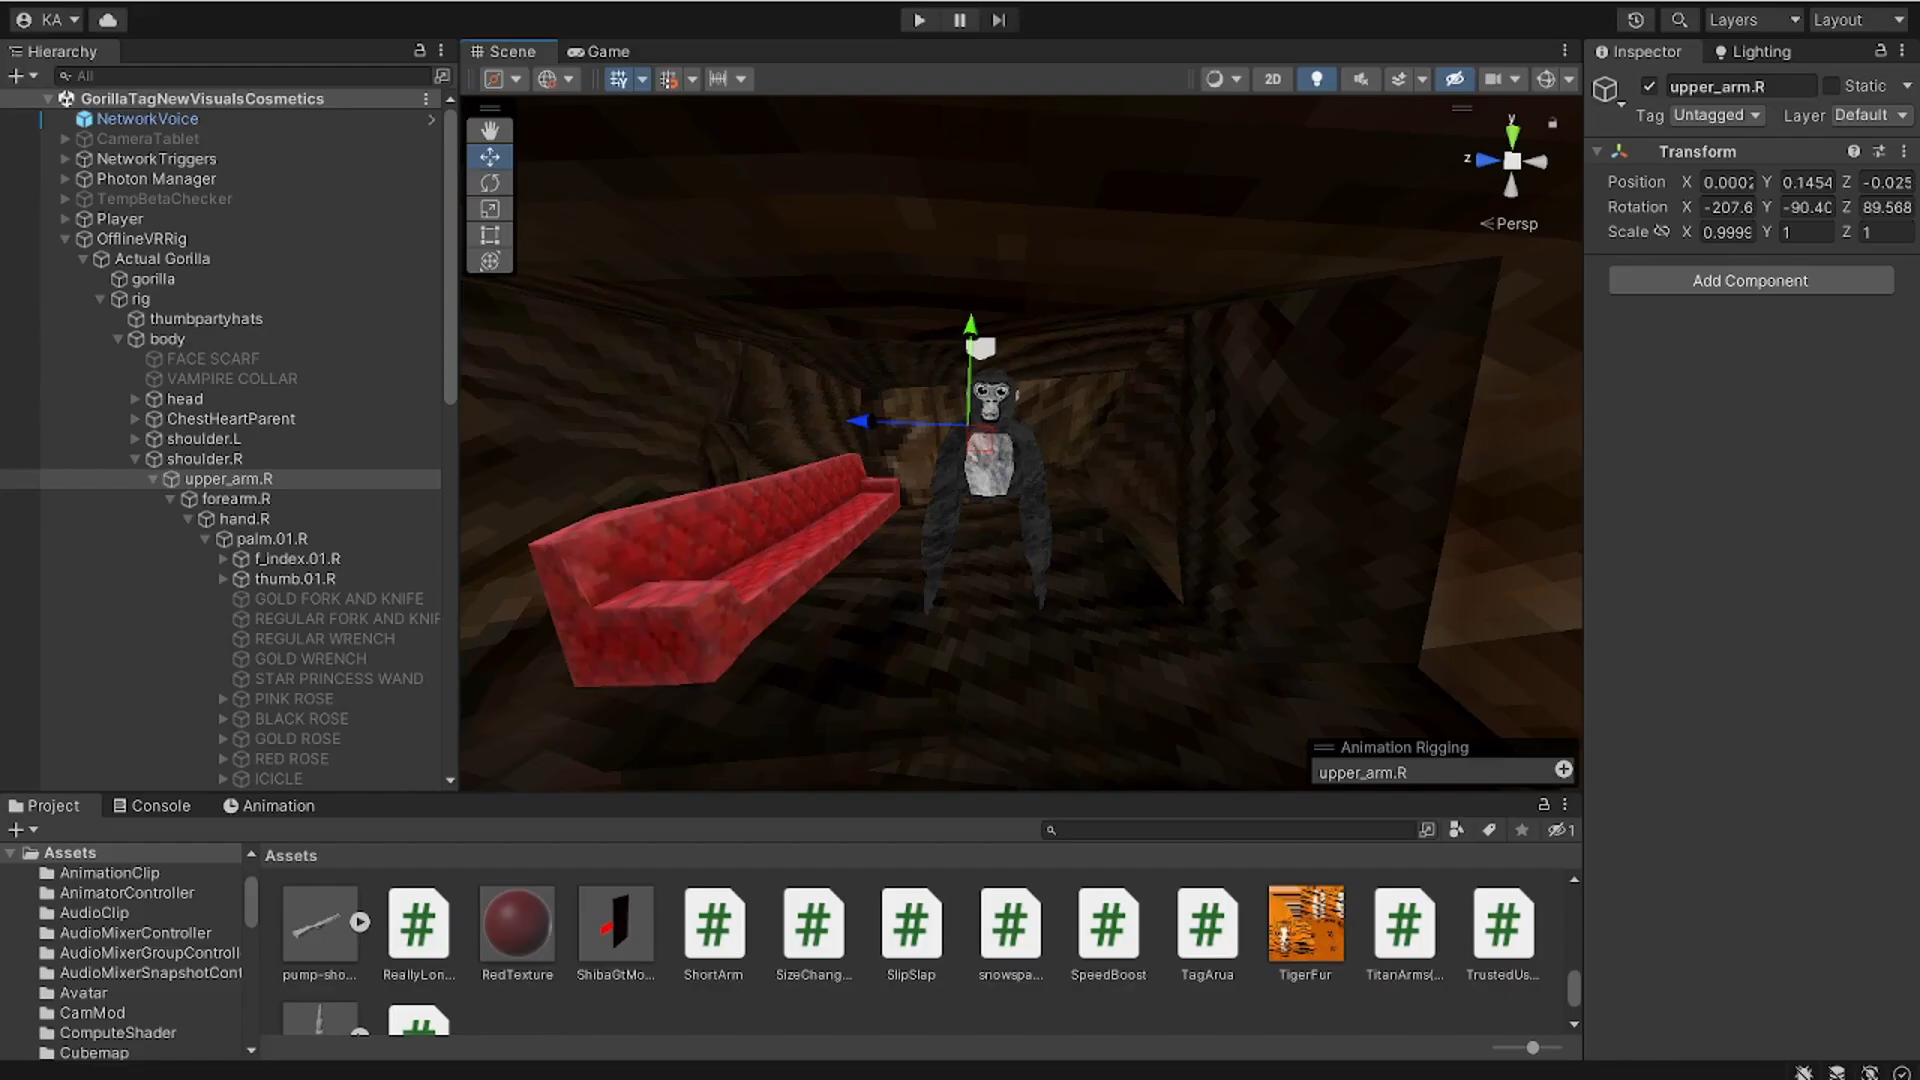 KA
Layers
Layout
Hierarchy
Scene
Game
Inspector
Lighting
All
2D
GorillaTagNewVisualsCosmetics
NetworkVoice
CameraTablet
NetworkTriggers
Photon Manager
TempBetaChecker
Player
OfflineVRRig
Actual Gorilla
gorilla
rig
thumbpartyhats
body
FACE SCARF
VAMPIRE COLLAR
head
ChestHeartParent
shoulder.L
shoulder.R
upper_arm.R
forearm.R
hand.R
palm.01.R
f_index.01.R
thumb.01.R
GOLD FORK AND KNIFE
REGULAR FORK AND KNIF
REGULAR WRENCH
GOLD WRENCH
STAR PRINCESS WAND
PINK ROSE
BLACK ROSE
GOLD ROSE
RED ROSE
ICICLE
y
z
Persp
Animation Rigging
upper_arm.R
upper_arm.R
Static
Tag Untagged Layer Default
Transform
Position X 0.0002 Y 0.1454 Z -0.025
Rotation X -207.6 Y -90.40 Z 89.568
Scale X 0.9999 Y 1 Z 1
Add Component
Project
Console
Animation
1
Assets
AnimationClip
AnimatorController
AudioClip
AudioMixerController
AudioMixerGroupControll
AudioMixerSnapshotCont
Avatar
CamMod
ComputeShader
Cubemap
Assets
pump-sho...
ReallyLon...
RedTexture
ShibaGtMo...
ShortArm
SizeChang...
SlipSlap
snowspa...
SpeedBoost
TagArua
TigerFur
TitanArms(...
TrustedUs...